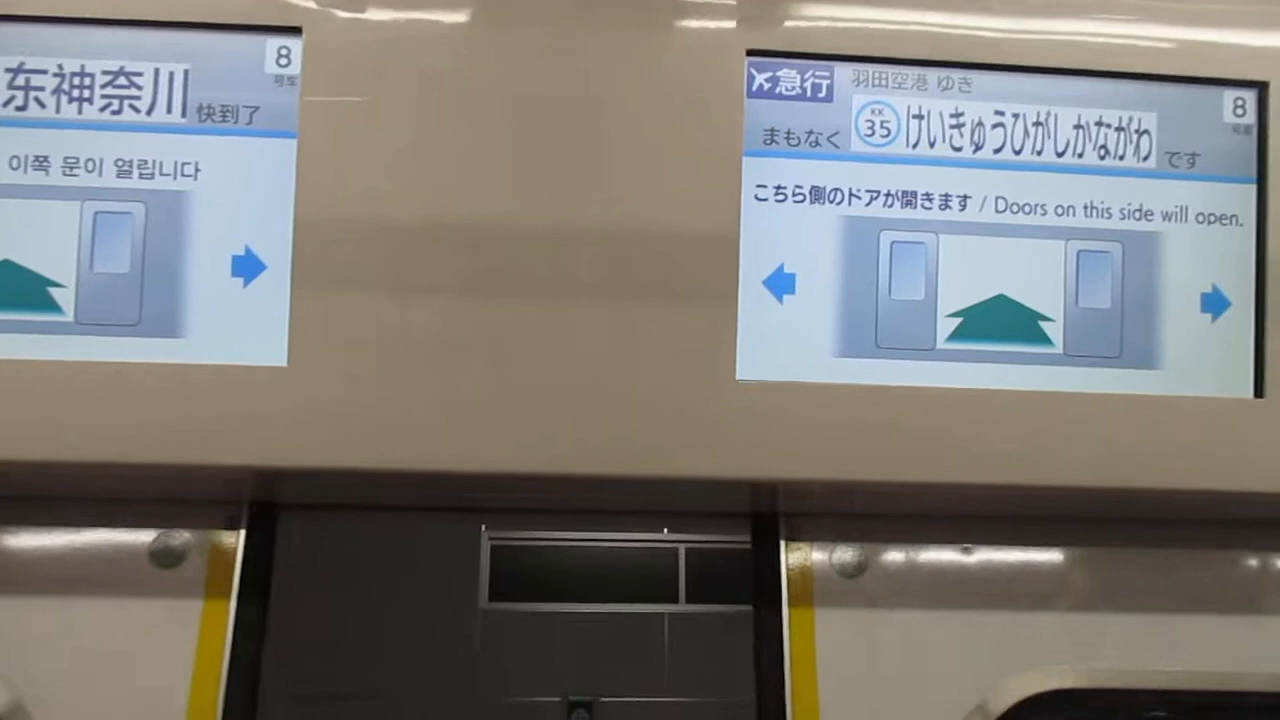 东神奈川 快到了
8
号车
이쪽 문이 열립니다
急行 羽田空港 ゆき
8
まもなく KK 35 けいきゅうひがしかながわ です
こちら側のドアが開きます / Doors on this side will open.